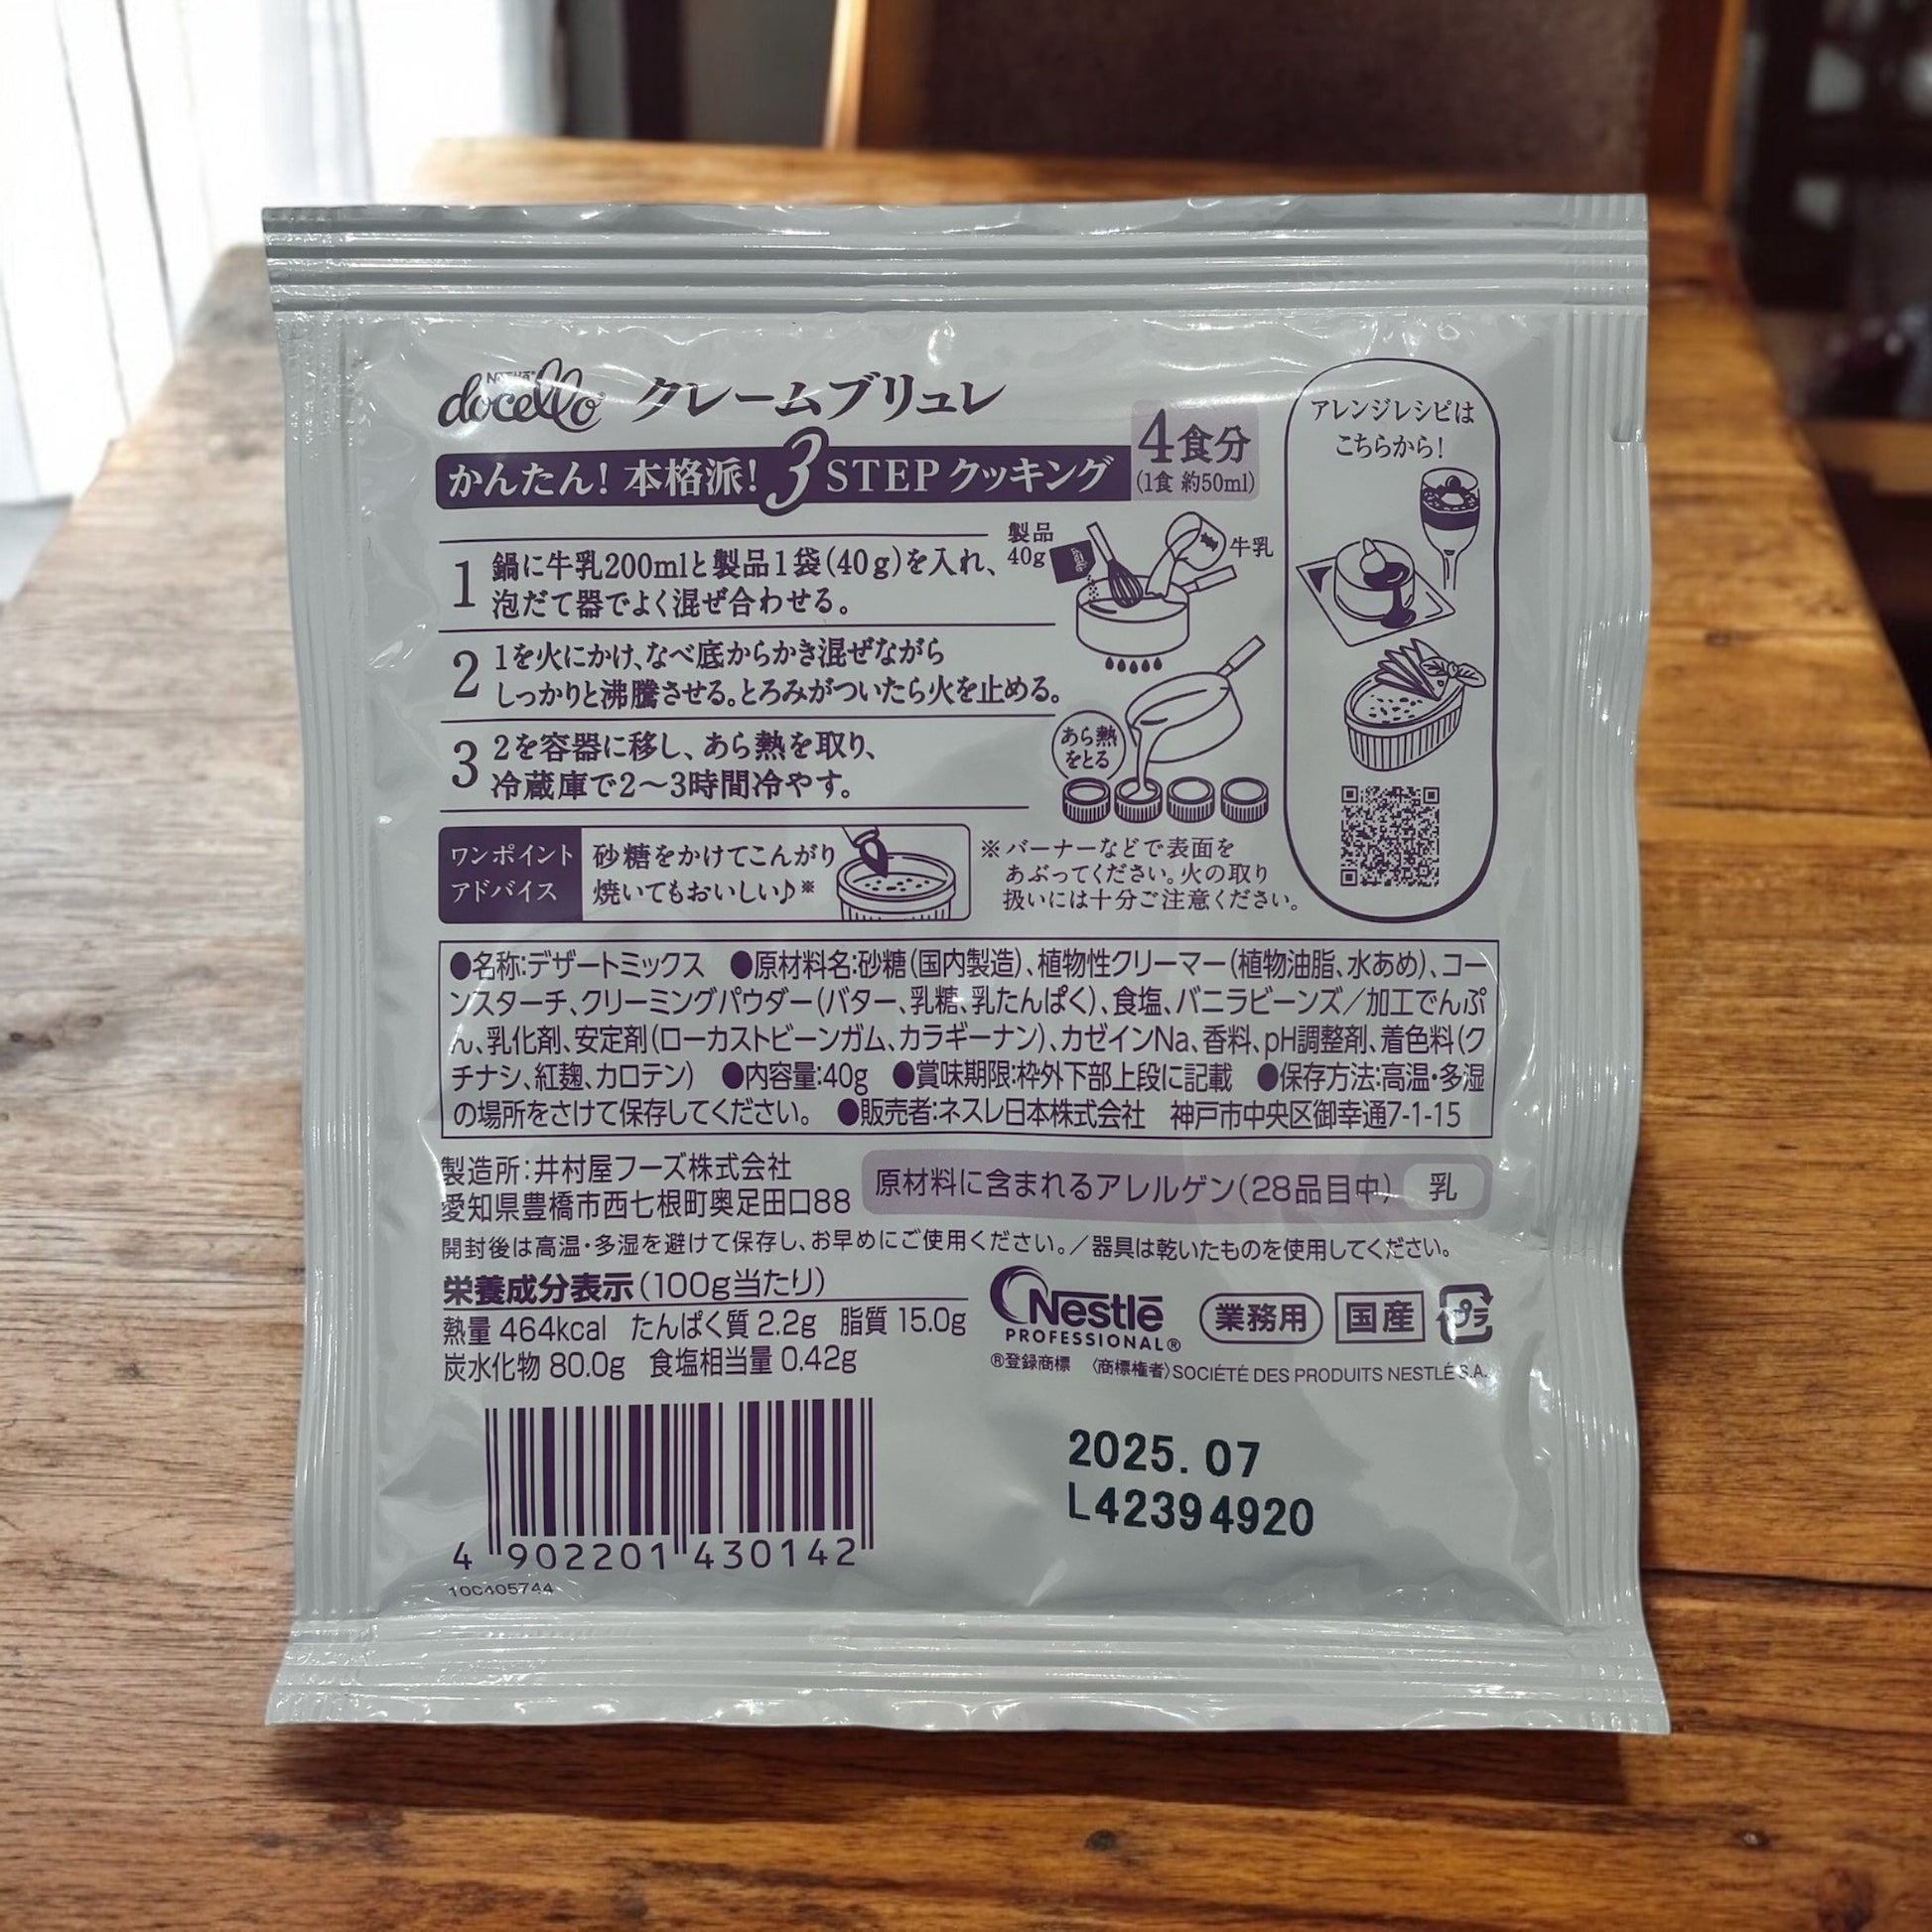 Nestlé
docello クレームブリュレ
かんたん! 本格派! 3 STEP クッキング
4食分
(1食 約50ml)
1 鍋に牛乳200mlと製品1袋(40g)を入れ、
泡だて器でよく混ぜ合わせる。
製品
40g
牛乳
2 1を火にかけ、なべ底からかき混ぜながら
しっかりと沸騰させる。とろみがついたら火を止める。
3 2を容器に移し、あら熱を取り、
冷蔵庫で2〜3時間冷やす。
あら熱
をとる
ワンポイント
アドバイス
砂糖をかけてこんがり
焼いてもおいしい♪※
※バーナーなどで表面を
あぶってください。火の取り
扱いには十分ご注意ください。
アレンジレシピは
こちらから!
●名称:デザートミックス ●原材料名:砂糖(国内製造)、植物性クリーマー(植物油脂、水あめ)、コー
ンスターチ、クリーミングパウダー(バター、乳糖、乳たんぱく)、食塩、バニラビーンズ/加工でんぷ
ん、乳化剤、安定剤(ローカストビーンガム、カラギーナン)、カゼインNa、香料、pH調整剤、着色料(ク
チナシ、紅麹、カロテン) ●内容量:40g ●賞味期限:枠外下部上段に記載 ●保存方法:高温・多湿
の場所をさけて保存してください。 ●販売者:ネスレ日本株式会社 神戸市中央区御幸通7-1-15
製造所:井村屋フーズ株式会社
愛知県豊橋市西七根町奥足田口88
原材料に含まれるアレルゲン(28品目中) 乳
開封後は高温・多湿を避けて保存し、お早めにご使用ください。/器具は乾いたものを使用してください。
栄養成分表示(100g当たり)
熱量 464kcal たんぱく質 2.2g 脂質 15.0g
炭水化物 80.0g 食塩相当量 0.42g
Nestlé
PROFESSIONAL®
業務用
国産
プラ
®登録商標 〈商標権者〉SOCIÉTÉ DES PRODUITS NESTLÉ S.A.
2025.07
L42394920
4 902201 430142
10C405744